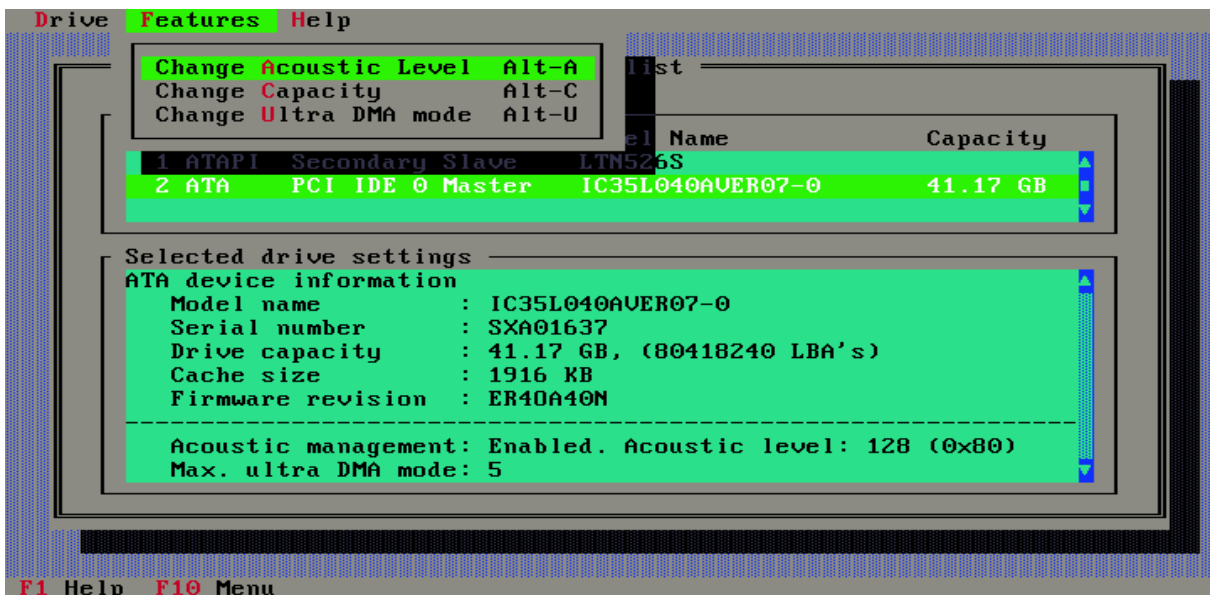 Drive Features Help
Change Acoustic Level Alt-A
Change Capacity Alt-C
Change Ultra DMA mode Alt-U
list
el Name Capacity
1 ATAPI Secondary Slave LTN526S
2 ATA PCI IDE 0 Master IC35L040AVER07-0 41.17 GB
Selected drive settings
ATA device information
Model name : IC35L040AVER07-0
Serial number : SXA01637
Drive capacity : 41.17 GB, (80418240 LBA's)
Cache size : 1916 KB
Firmware revision : ER4OA40N
Acoustic management: Enabled. Acoustic level: 128 (0x80)
Max. ultra DMA mode: 5
F1 Help F10 Menu